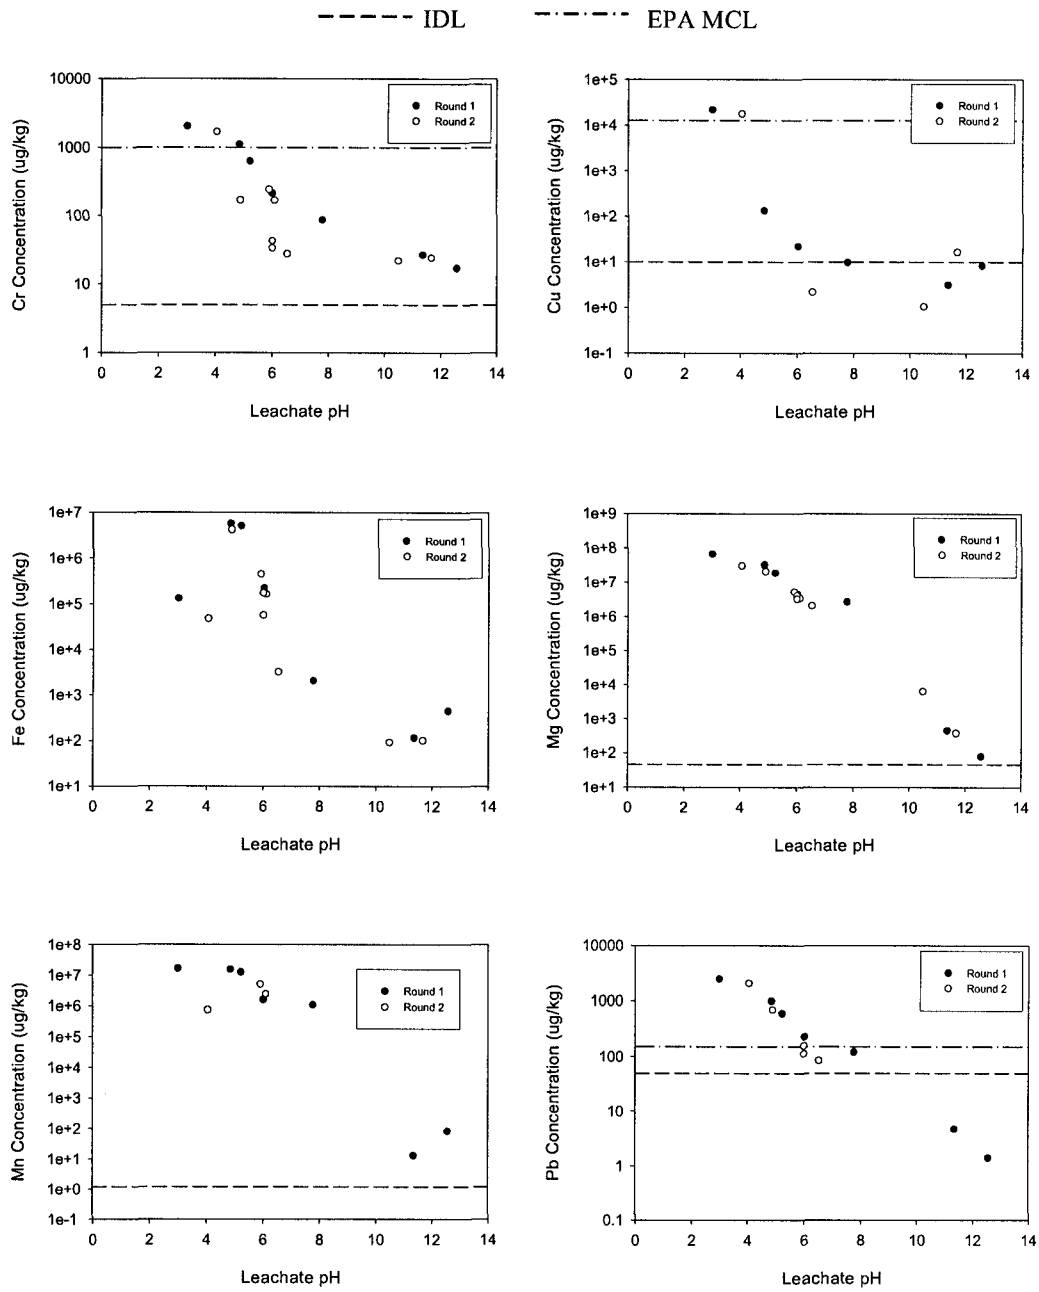 IDL EPA MCL
Cr Concentration (ug/kg)
10000
1000
100
10
1
Round 1
Round 2
0 2 4 6 8 10 12 14
Leachate pH
Cu Concentration (ug/kg)
1e+5
1e+4
1e+3
1e+2
1e+1
1e+0
1e-1
Round 1
Round 2
0 2 4 6 8 10 12 14
Leachate pH
Fe Concentration (ug/kg)
1e+7
1e+6
1e+5
1e+4
1e+3
1e+2
1e+1
Round 1
Round 2
0 2 4 6 8 10 12 14
Leachate pH
Mg Concentration (ug/kg)
1e+9
1e+8
1e+7
1e+6
1e+5
1e+4
1e+3
1e+2
1e+1
Round 1
Round 2
0 2 4 6 8 10 12 14
Leachate pH
Mn Concentration (ug/kg)
1e+8
1e+7
1e+6
1e+5
1e+4
1e+3
1e+2
1e+1
1e+0
1e-1
Round 1
Round 2
0 2 4 6 8 10 12 14
Leachate pH
Pb Concentration (ug/kg)
10000
1000
100
10
1
0.1
Round 1
Round 2
0 2 4 6 8 10 12 14
Leachate pH